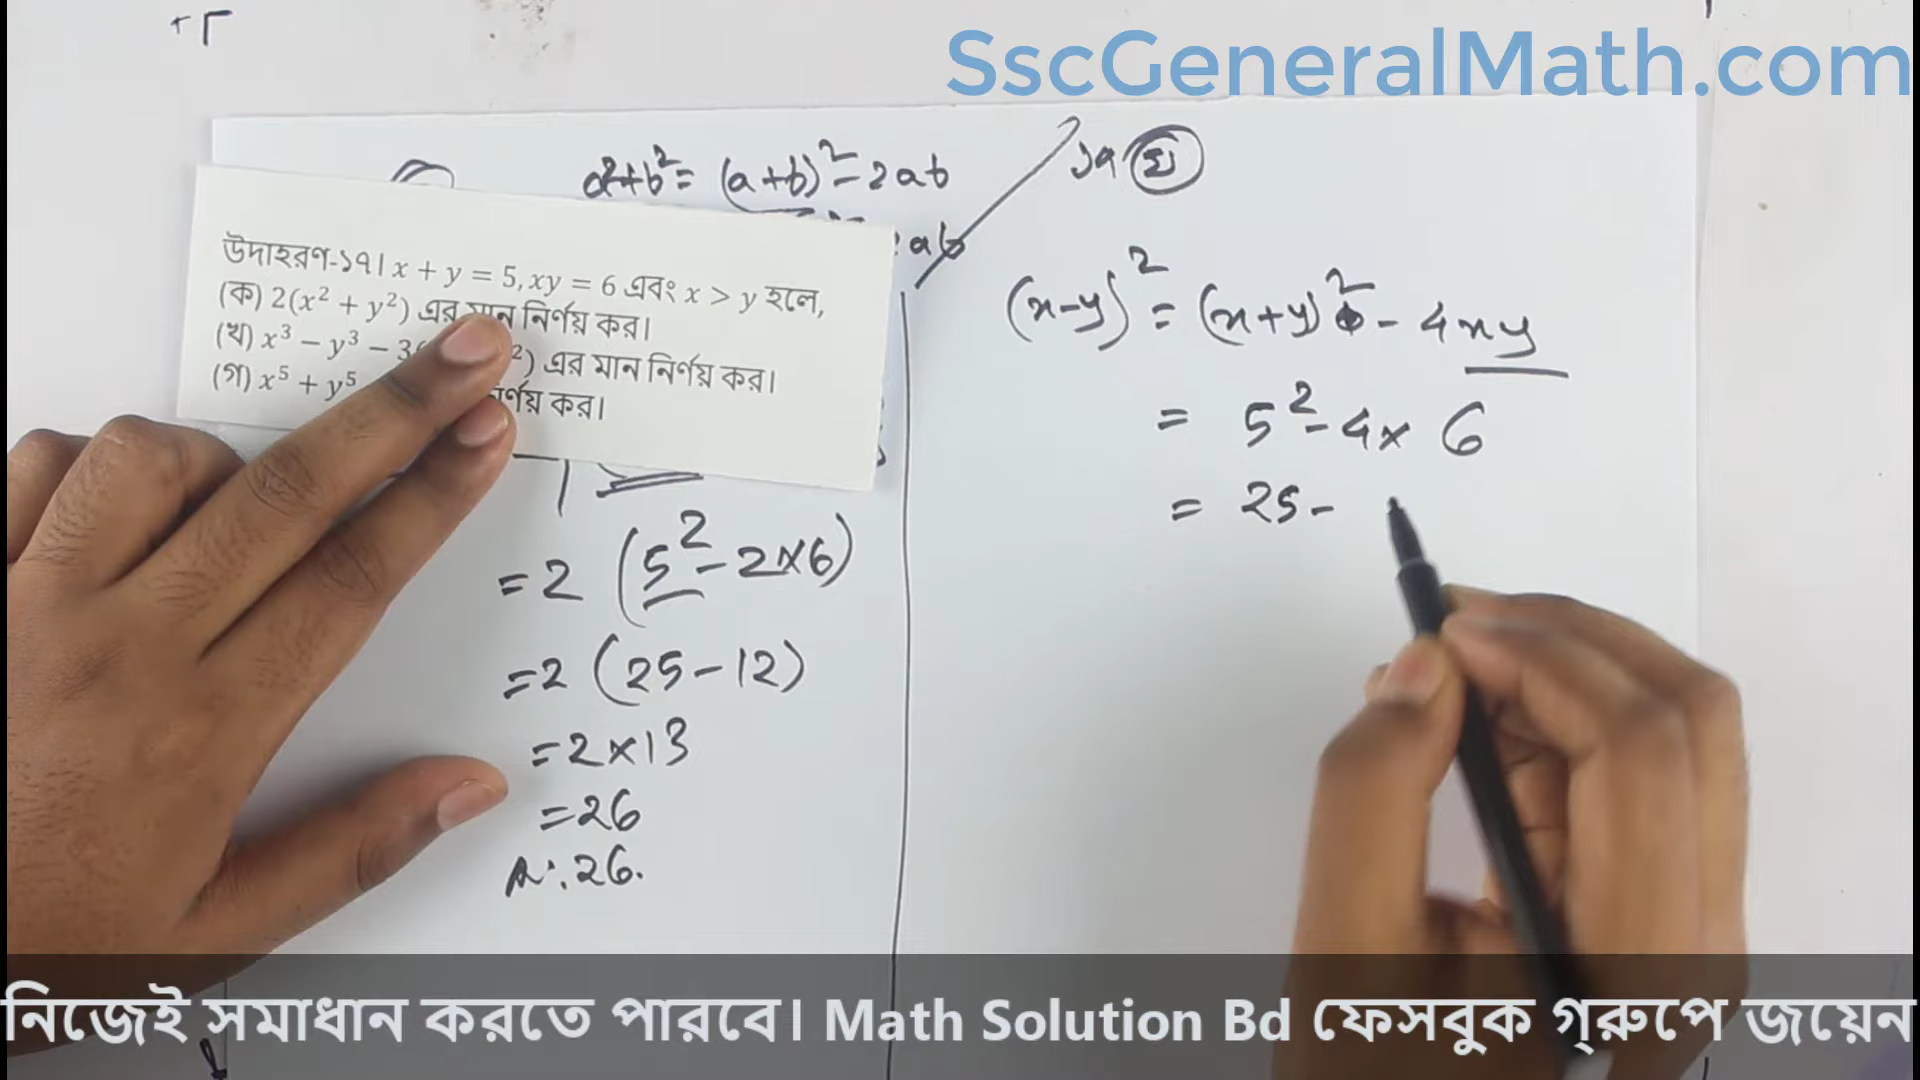 SscGeneralMath.com
a²+b² = (a+b)² - 2ab
ab
উদাহরণ-১৭। x + y = 5, xy = 6 এবং x > y হলে,
(ক) 2(x² + y²) এর মান নির্ণয় কর।
(খ) x³ - y³ - 3 ²) এর মান নির্ণয় কর।
(গ) x⁵ + y⁵ নির্ণয় কর।
= 2 (5² - 2×6)
= 2 (25 - 12)
= 2×13
= 26
A:. 26.
১৭ খ
(x-y)² = (x+y)² - 4xy
= 5² - 4× 6
= 25 -
নিজেই সমাধান করতে পারবে। Math Solution Bd ফেসবুক গ্রুপে জয়েন